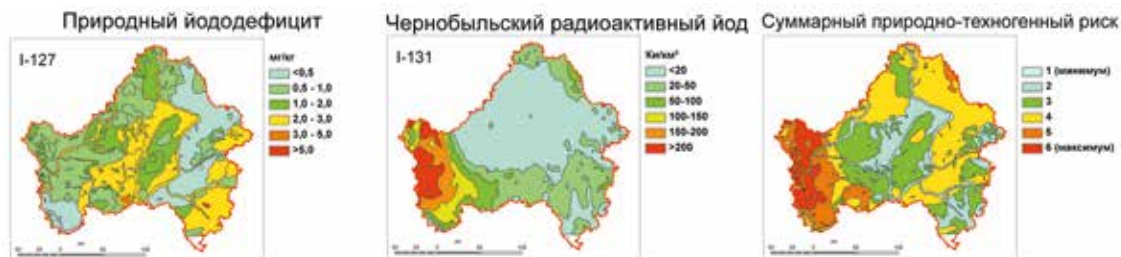 Природный йододефицит
I-127
мг/кг
<0,5
0,5 - 1,0
1,0 - 2,0
2,0 - 3,0
3,0 - 5,0
>5,0
Чернобыльский радиоактивный йод
I-131
Ки/км²
<20
20-50
50-100
100-150
150-200
>200
Суммарный природно-техногенный риск
1 (минимум)
2
3
4
5
6 (максимум)